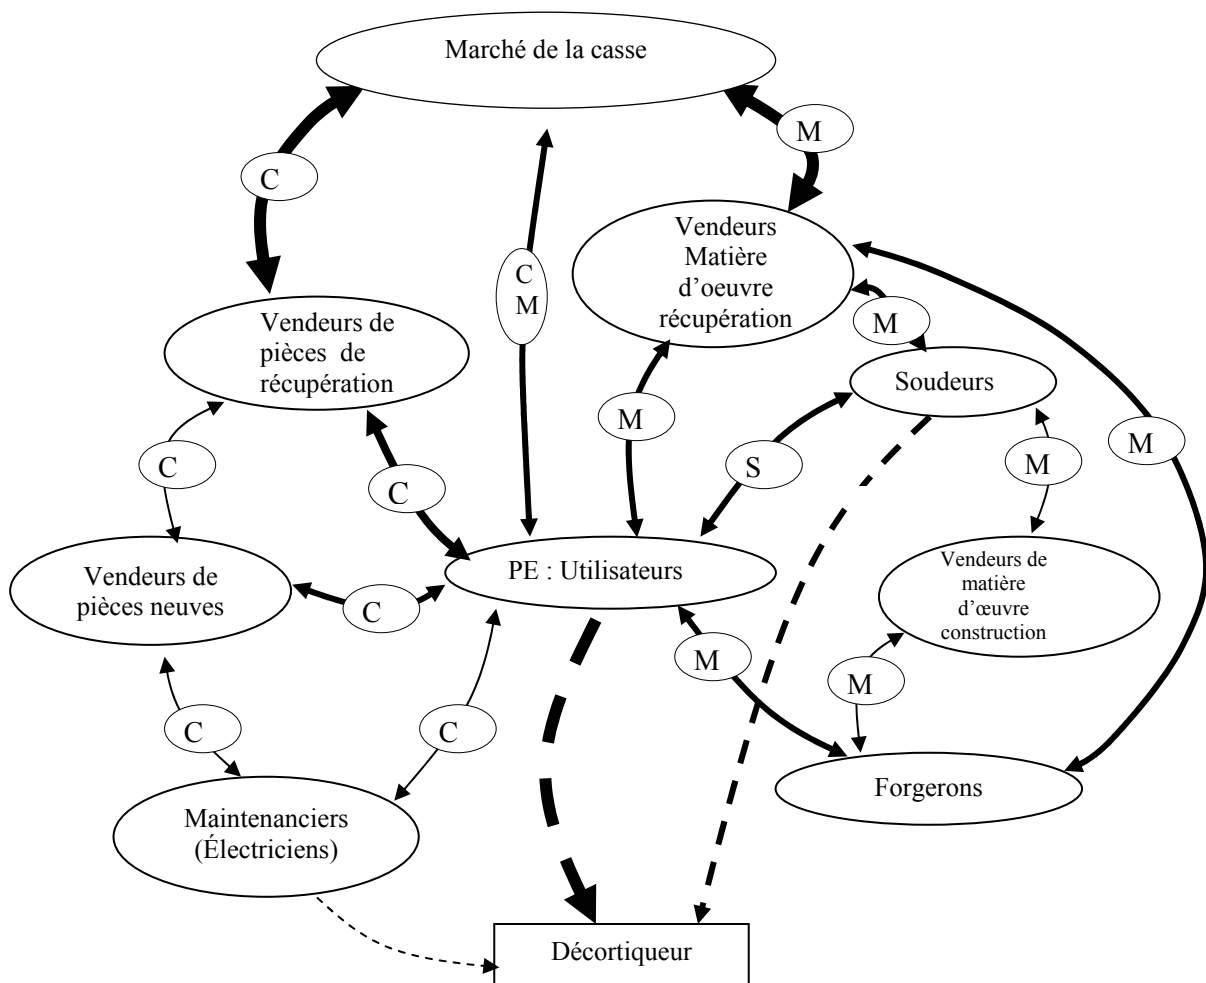 Marché de la casse
M
C
Vendeurs
Matière
d’oeuvre
récupération
C
M
Vendeurs de
pièces de
récupération
M
Soudeurs
M
M
C
S
M
C
Vendeurs de
pièces neuves
PE : Utilisateurs
Vendeurs de
matière
d’œuvre
construction
C
M
M
C
C
Forgerons
Maintenanciers
(Électriciens)
Décortiqueur